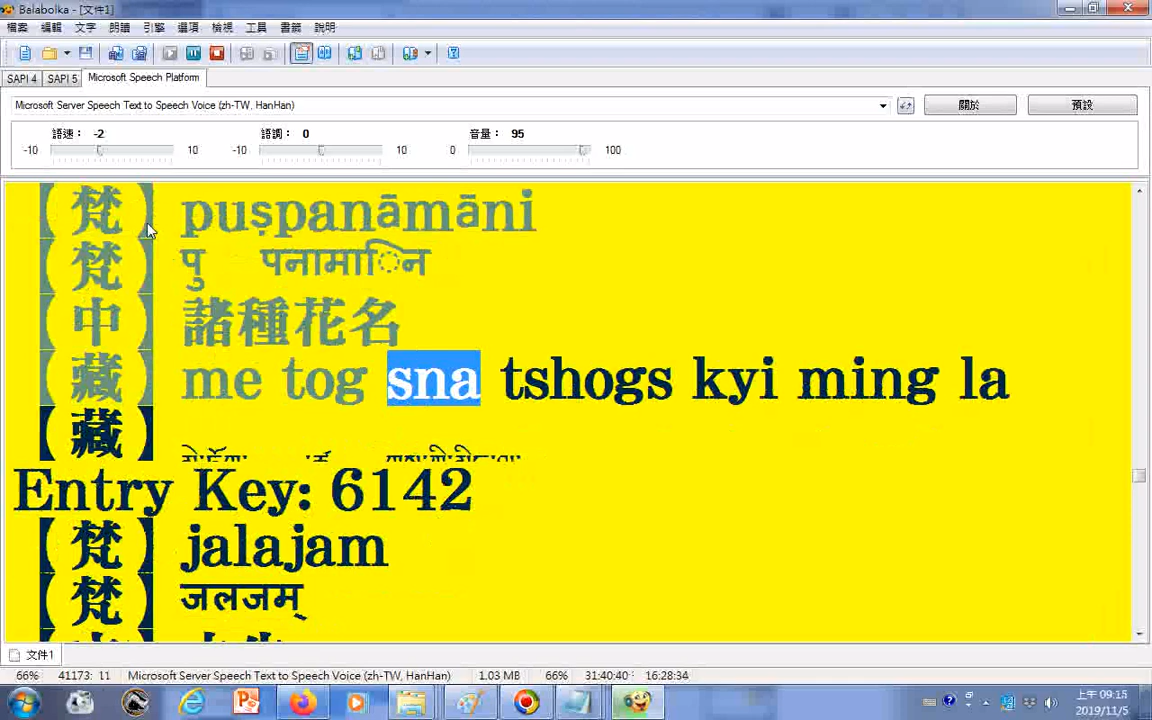 Balabolka - [文件1]
檔案 編輯 文字 朗讀 引擎 選項 檢視 工具 書籤 說明
SAPI 4 SAPI 5 Microsoft Speech Platform
Microsoft Server Speech Text to Speech Voice (zh-TW, HanHan) 關於 預設
語速： -2 語調： 0 音量： 95
-10 10 -10 10 0 100
【梵】 puṣpanāmāni
【梵】 पु पनामािन
【中】 諸種花名
【藏】 me tog sna tshogs kyi ming la
【藏】
Entry Key: 6142
【梵】 jalajam
【梵】 जलजम्
文件1
66% 41173: 11 Microsoft Server Speech Text to Speech Voice (zh-TW, HanHan) 1.03 MB 66% 31:40:40 16:28:34
上午 09:15
2019/11/5